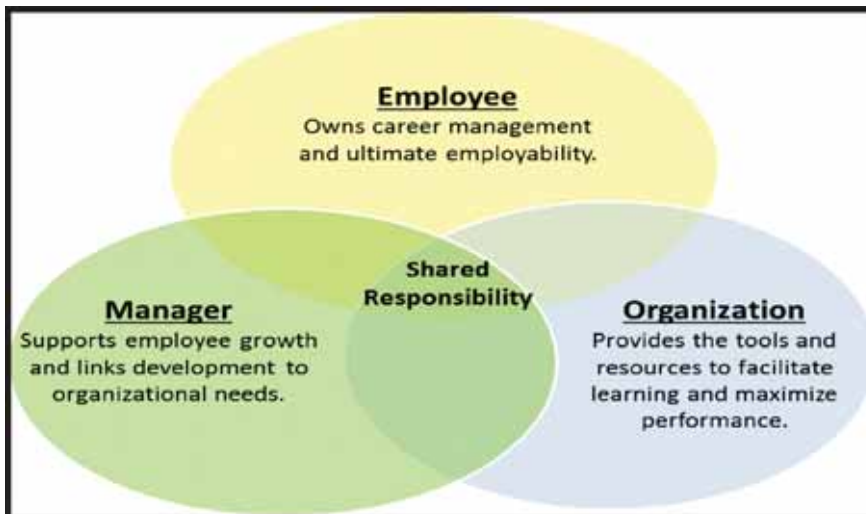 Employee
Owns career management
and ultimate employability.
Shared
Responsibility
Manager
Supports employee growth
and links development to
organizational needs.
Organization
Provides the tools and
resources to facilitate
learning and maximize
performance.